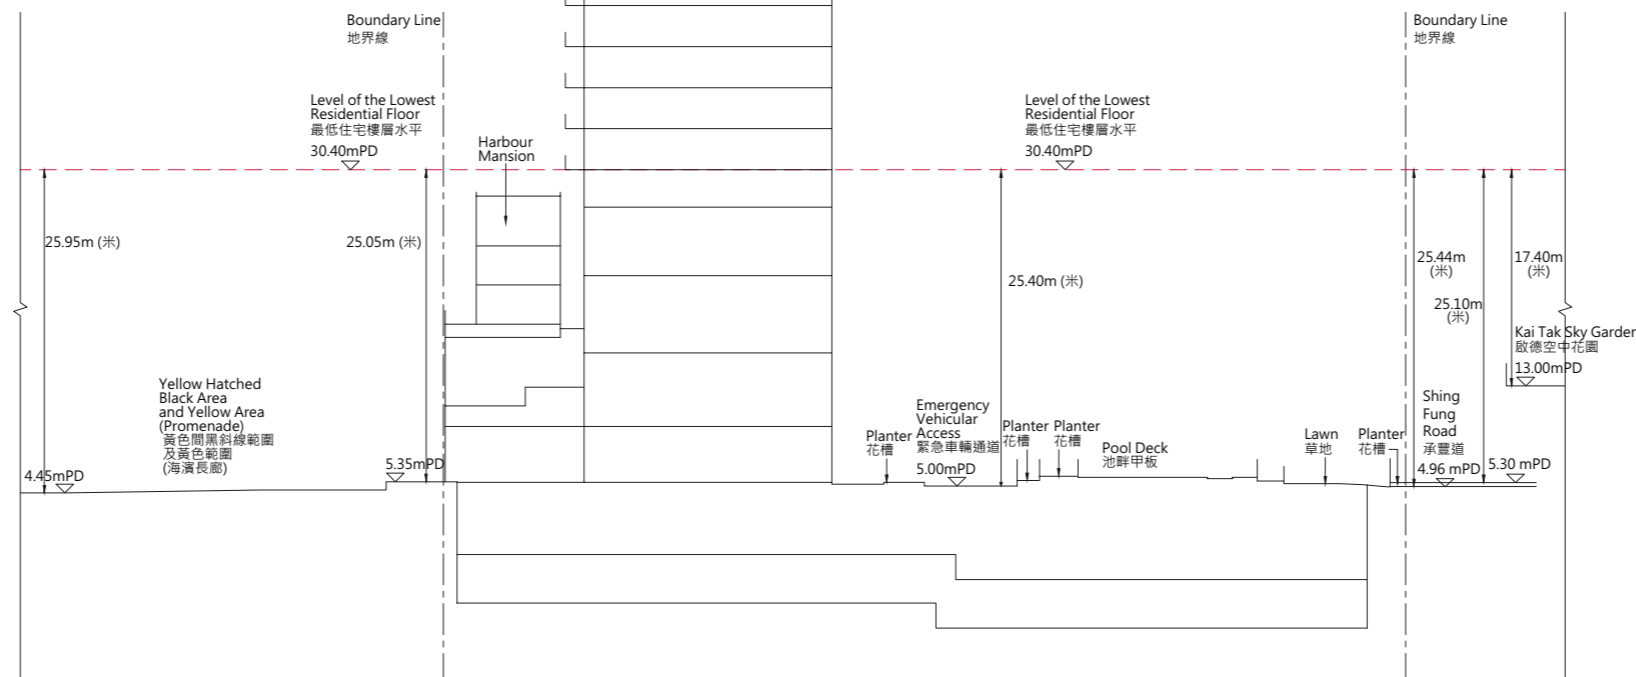 Boundary Line
地界線
Boundary Line
地界線
Level of the Lowest
Residential Floor
最低住宅樓層水平
30.40mPD
Harbour
Mansion
Level of the Lowest
Residential Floor
最低住宅樓層水平
30.40mPD
25.95m (米)
25.05m (米)
25.40m (米)
25.44m
(米)
17.40m
(米)
25.10m
(米)
Kai Tak Sky Garden
啟德空中花園
13.00mPD
Yellow Hatched
Black Area
and Yellow Area
(Promenade)
黃色間黑斜線範圍
及黃色範圍
(海濱長廊)
4.45mPD
5.35mPD
Planter
花槽
Emergency
Vehicular
Access
緊急車輛通道
5.00mPD
Planter
花槽
Planter
花槽
Pool Deck
池畔甲板
Lawn
草地
Planter
花槽
Shing
Fung
Road
承豐道
4.96 mPD
5.30 mPD